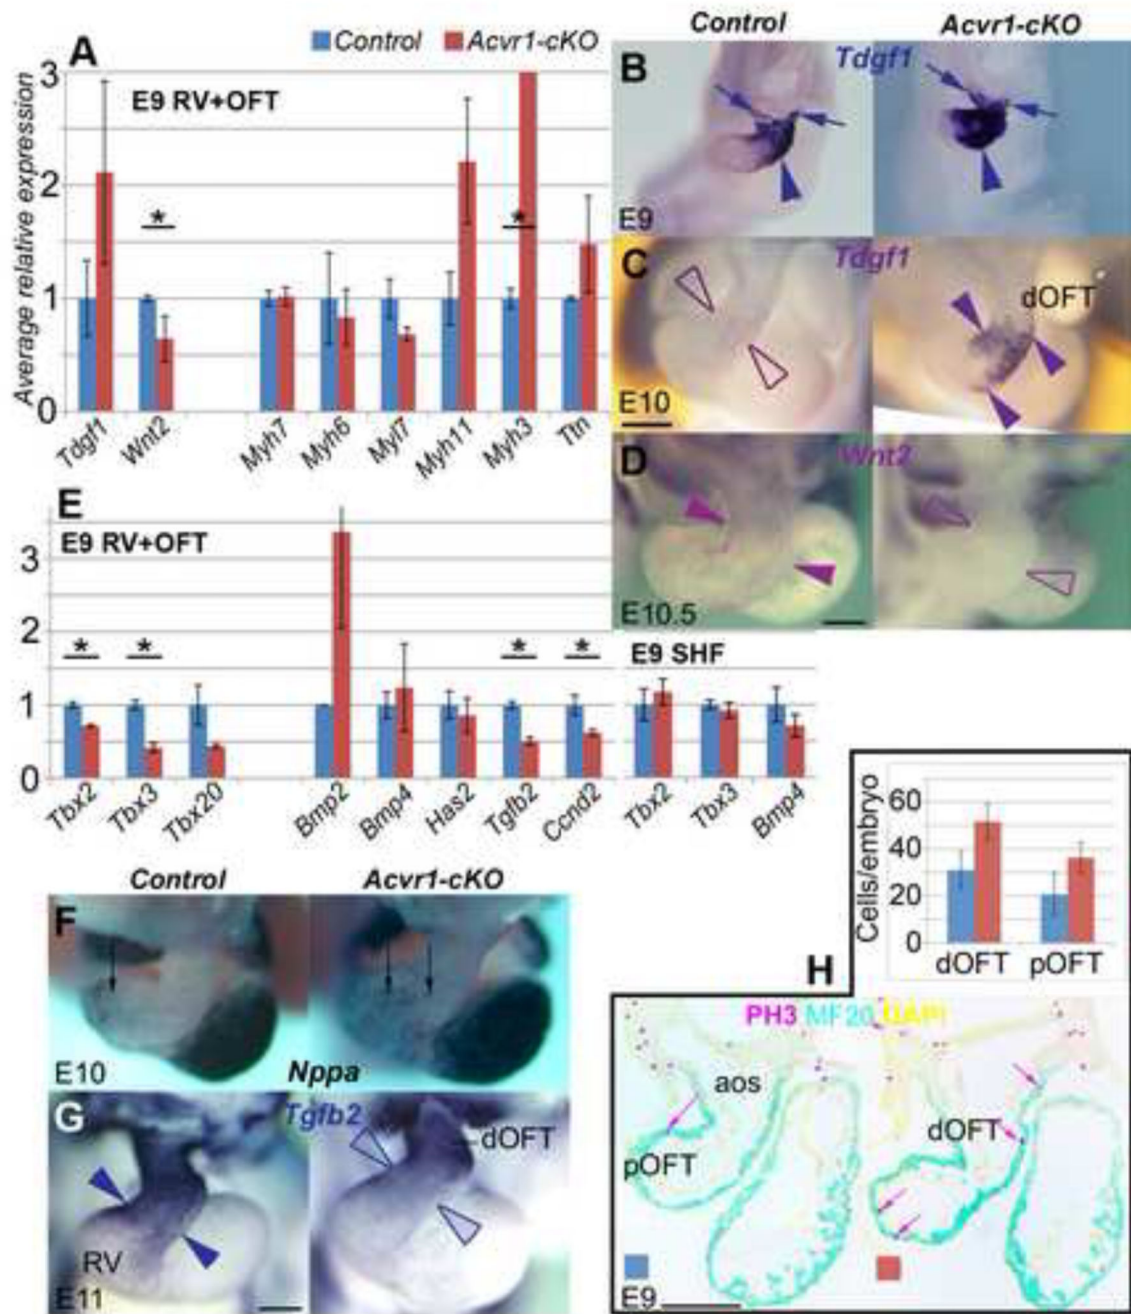 Control Acvr1-cKO
A
Control Acvr1-cKO
E9 RV+OFT
Average relative expression
3
2
1
0
*
*
Tdgf1 Wnt2 Myh7 Myh6 Myl7 Myh11 Myh3 Ttn
B
Tdgf1
E9
C
Tdgf1
dOFT
E10
D
Wnt2
E10.5
E
E9 RV+OFT
3
2
1
0
* * * *
Tbx2 Tbx3 Tbx20 Bmp2 Bmp4 Has2 Tgfb2 Ccnd2
E9 SHF
Tbx2 Tbx3 Bmp4
Control Acvr1-cKO
F
E10
Nppa
G
Tgfb2
dOFT
RV
E11
H
Cells/embryo
60
40
20
0
dOFT pOFT
PH3 MF20 DAPI
aos
dOFT
pOFT
E9